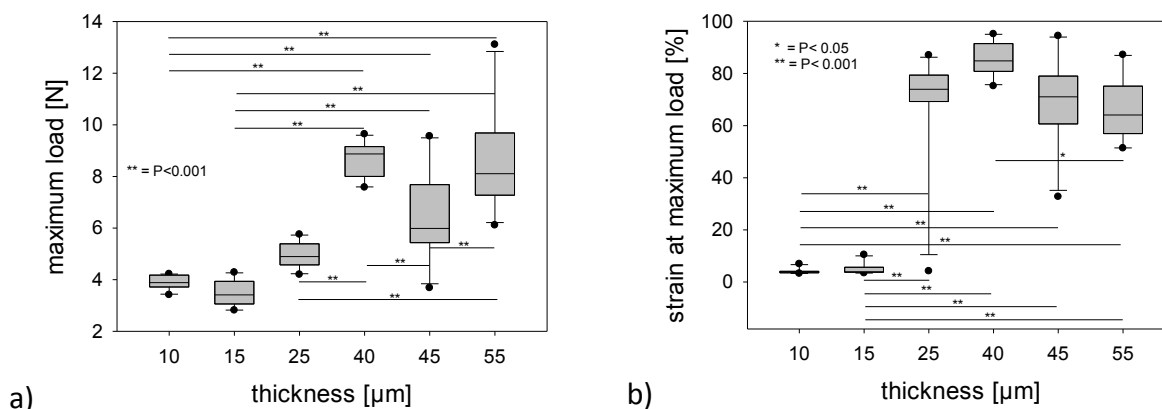 14
12
10
8
6
4
2
maximum load [N]
**
**
**
**
**
**
** = P<0.001
**
**
**
**
10 15 25 40 45 55
thickness [µm]
a)
100
80
60
40
20
0
strain at maximum load [%]
* = P< 0.05
** = P< 0.001
*
**
**
**
**
**
**
**
**
10 15 25 40 45 55
thickness [µm]
b)